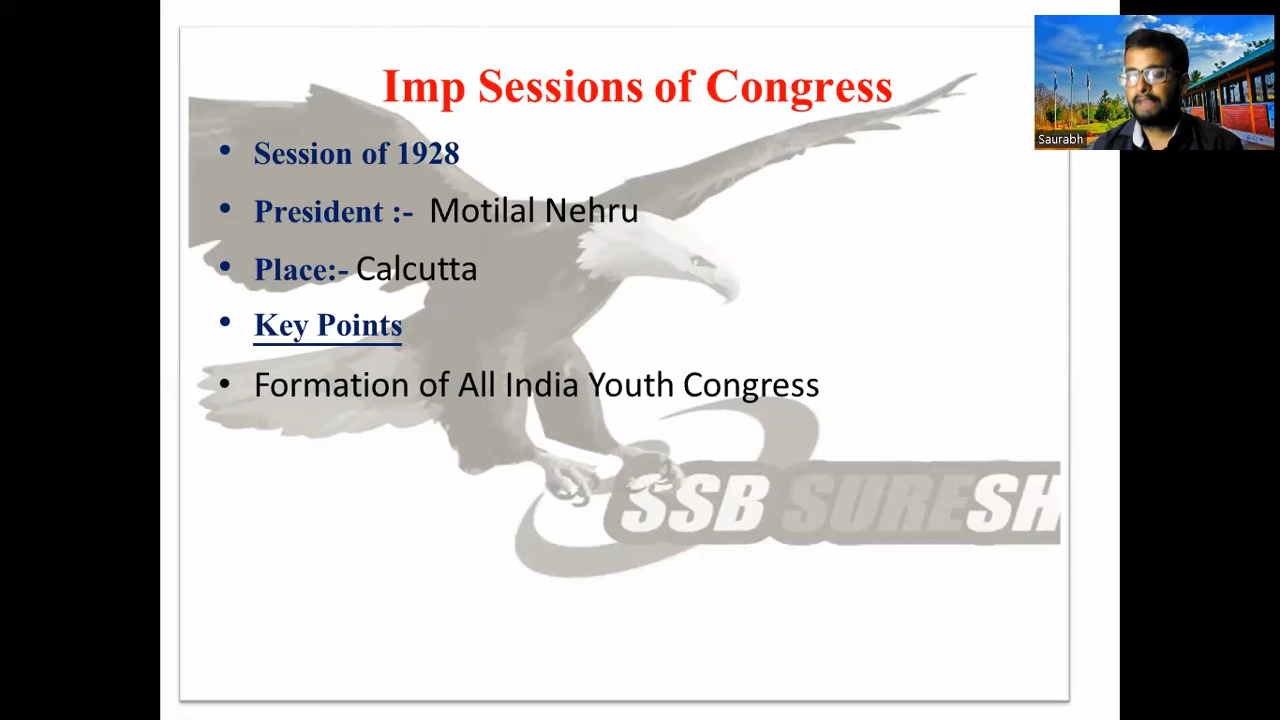 Imp Sessions of Congress
• Session of 1928
• President :- Motilal Nehru
• Place:- Calcutta
• Key Points
• Formation of All India Youth Congress
SSB SURESH
Saurabh